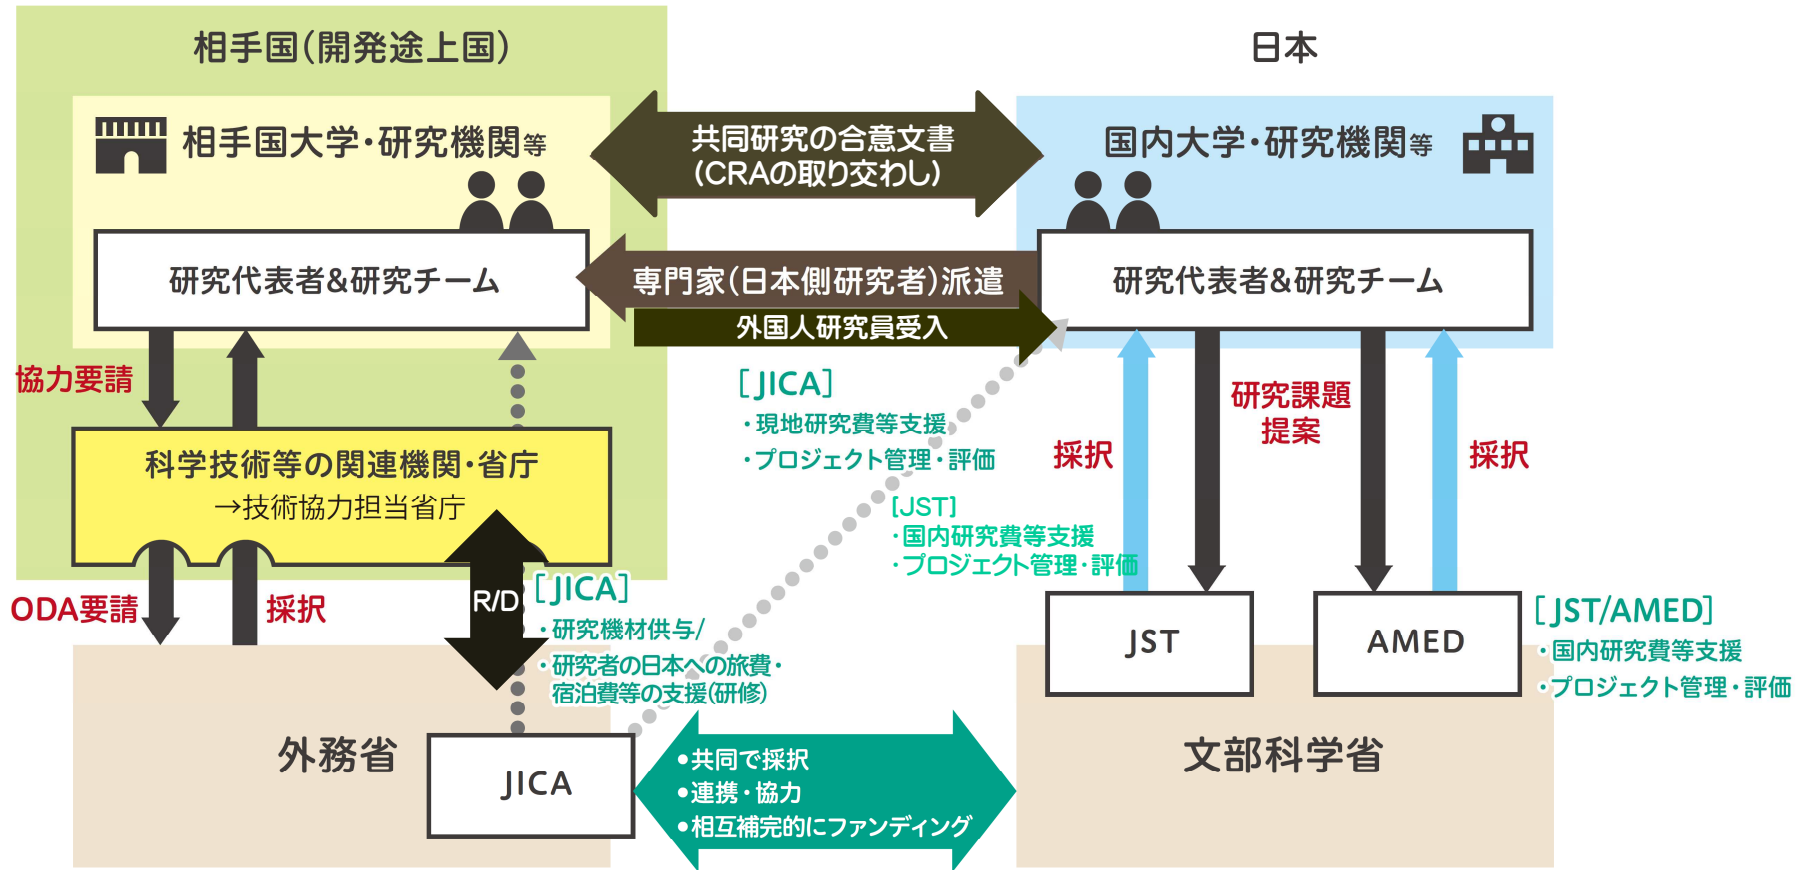 相手国(開発途上国)
日本
相手国大学・研究機関等
共同研究の合意文書
(CRAの取り交わし)
国内大学・研究機関等
研究代表者&研究チーム
専門家(日本側研究者)派遣
外国人研究員受入
研究代表者&研究チーム
協力要請
[JICA]
・現地研究費等支援
・プロジェクト管理・評価
研究課題
提案
採択
採択
科学技術等の関連機関・省庁
→技術協力担当省庁
[JST]
・国内研究費等支援
・プロジェクト管理・評価
ODA要請
採択
R/D
[JICA]
・研究機材供与/
・研究者の日本への旅費・
宿泊費等の支援(研修)
JST
AMED
[JST/AMED]
・国内研究費等支援
・プロジェクト管理・評価
外務省
JICA
●共同で採択
●連携・協力
●相互補完的にファンディング
文部科学省